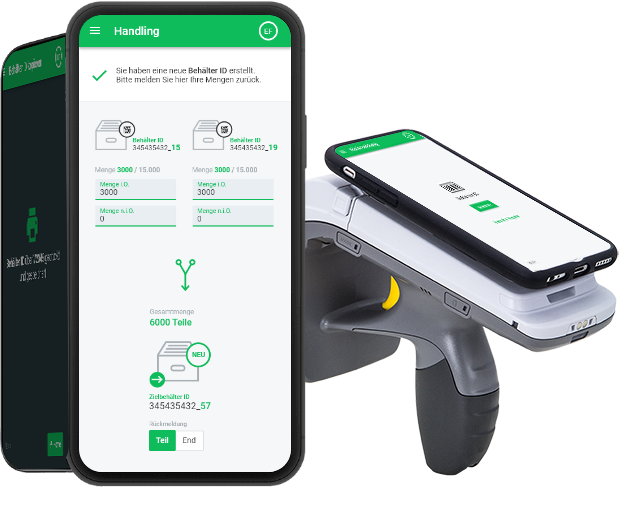 Handling
EF
Sie haben eine neue Behälter ID erstellt.
Bitte melden Sie hier Ihre Mengen zurück.
Behälter ID
345435432_15
Behälter ID
345435432_19
Menge 3000 / 15.000
Menge 3000 / 15.000
Menge i.O.
3000
Menge i.O.
3000
Menge n.i.O.
0
Menge n.i.O.
0
Gesamtmenge
6000 Teile
NEU
Zielbehälter ID
345435432_57
Rückmeldung
Teil
End